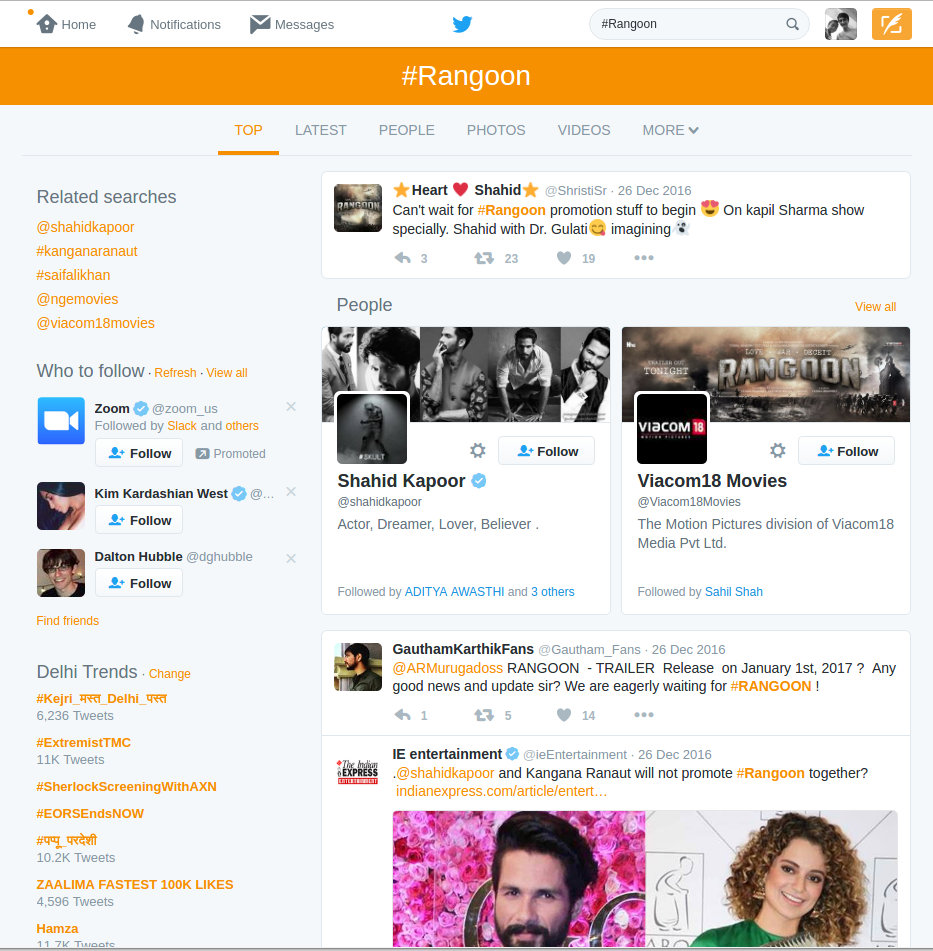 Home
Notifications
Messages
#Rangoon
#Rangoon
TOP
LATEST
PEOPLE
PHOTOS
VIDEOS
MORE
Related searches
@shahidkapoor
#kanganaranaut
#saifalikhan
@ngemovies
@viacom18movies
Who to follow · Refresh · View all
Zoom @zoom_us
Followed by Slack and others
Follow
Promoted
Kim Kardashian West @...
Follow
Dalton Hubble @dghubble
Follow
Find friends
Delhi Trends · Change
#Kejri_मस्त_Delhi_पस्त
6,236 Tweets
#ExtremistTMC
11K Tweets
#SherlockScreeningWithAXN
#EORSEndsNOW
#पप्पू_परदेशी
10.2K Tweets
ZAALIMA FASTEST 100K LIKES
4,596 Tweets
Hamza
11.7K Tweets
RANGOON
⭐Heart ❤ Shahid⭐ @ShristiSr · 26 Dec 2016
Can't wait for #Rangoon promotion stuff to begin 😍 On kapil Sharma show
specially. Shahid with Dr. Gulati😋 imagining
3
23
19
People
View all
#SKULT
Follow
Shahid Kapoor
@shahidkapoor
Actor, Dreamer, Lover, Believer .
Followed by ADITYA AWASTHI and 3 others
TRAILER OUT
TONIGHT
LOVE · WAR · DECEIT
RANGOON
VIACOM 18
MOTION PICTURES
Follow
Viacom18 Movies
@Viacom18Movies
The Motion Pictures division of Viacom18
Media Pvt Ltd.
Followed by Sahil Shah
GauthamKarthikFans @Gautham_Fans · 26 Dec 2016
@ARMurugadoss RANGOON - TRAILER Release on January 1st, 2017 ? Any
good news and update sir? We are eagerly waiting for #RANGOON !
1
5
14
The Indian
EXPRESS
ENTERTAINMENT
IE entertainment @ieEntertainment · 26 Dec 2016
.@shahidkapoor and Kangana Ranaut will not promote #Rangoon together?
indianexpress.com/article/entert…